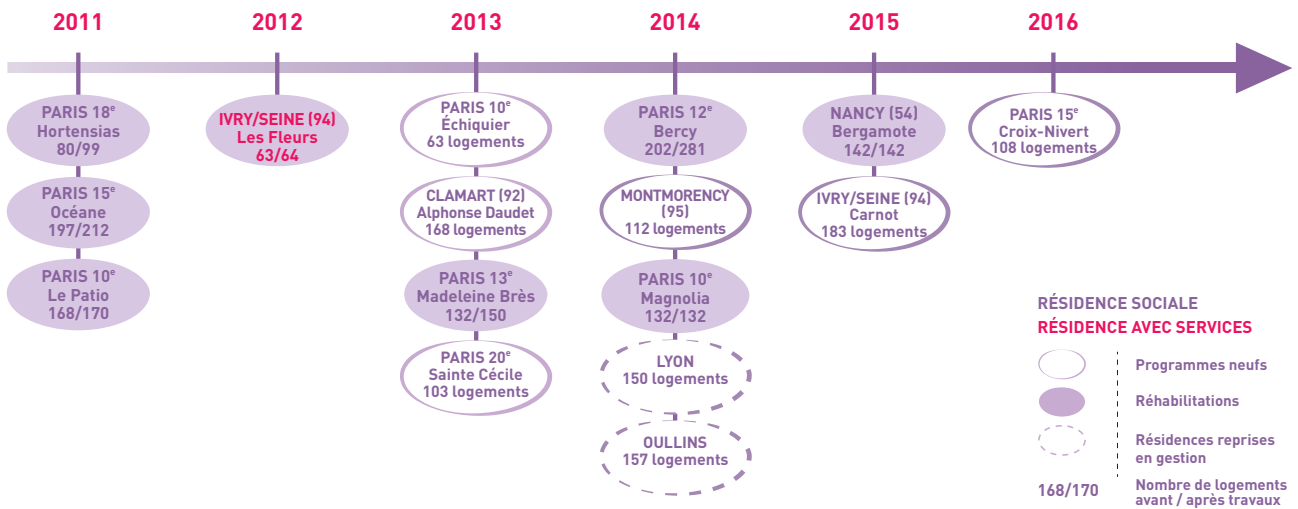 2011
2012
2013
2014
2015
2016
PARIS 18e
Hortensias
80/99
PARIS 15e
Océane
197/212
PARIS 10e
Le Patio
168/170
IVRY/SEINE (94)
Les Fleurs
63/64
PARIS 10e
Échiquier
63 logements
CLAMART (92)
Alphonse Daudet
168 logements
PARIS 13e
Madeleine Brès
132/150
PARIS 20e
Sainte Cécile
103 logements
PARIS 12e
Bercy
202/281
MONTMORENCY
(95)
112 logements
PARIS 10e
Magnolia
132/132
LYON
150 logements
OULLINS
157 logements
NANCY (54)
Bergamote
142/142
IVRY/SEINE (94)
Carnot
183 logements
PARIS 15e
Croix-Nivert
108 logements
RÉSIDENCE SOCIALE
RÉSIDENCE AVEC SERVICES
Programmes neufs
Réhabilitations
Résidences reprises
en gestion
168/170
Nombre de logements
avant / après travaux